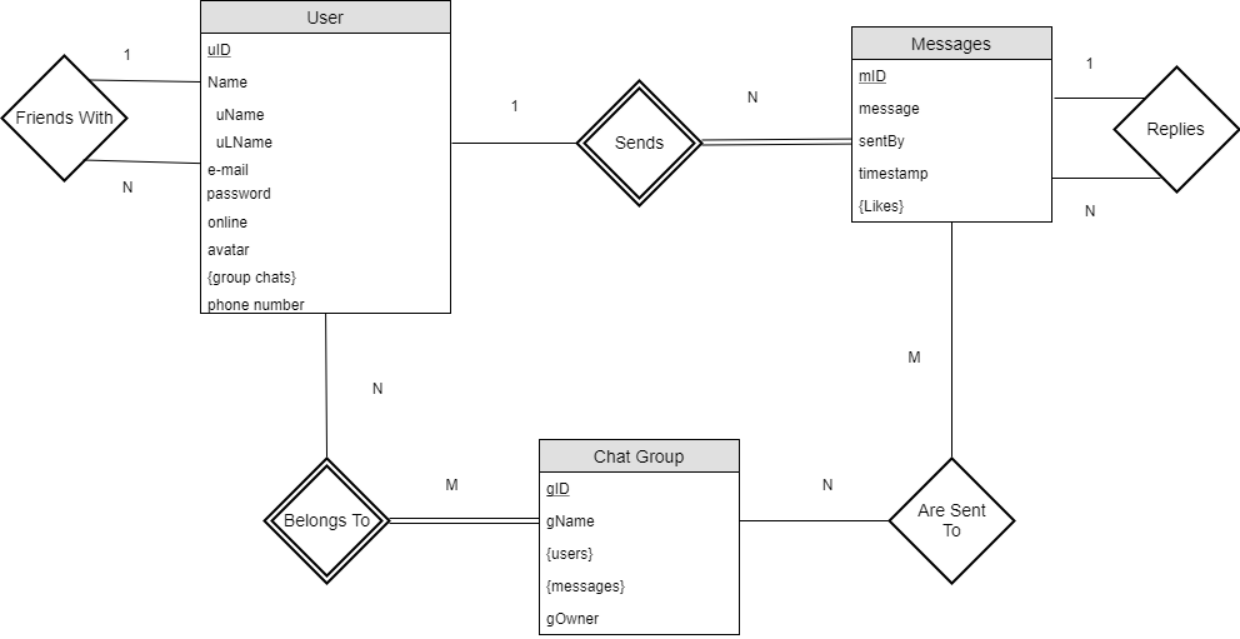 User
uID
Name
uName
uLName
e-mail
password
online
avatar
{group chats}
phone number
1
Friends With
N
1
Sends
N
Messages
mID
message
sentBy
timestamp
{Likes}
1
Replies
N
N
Belongs To
M
Chat Group
gID
gName
{users}
{messages}
gOwner
N
M
Are Sent
To